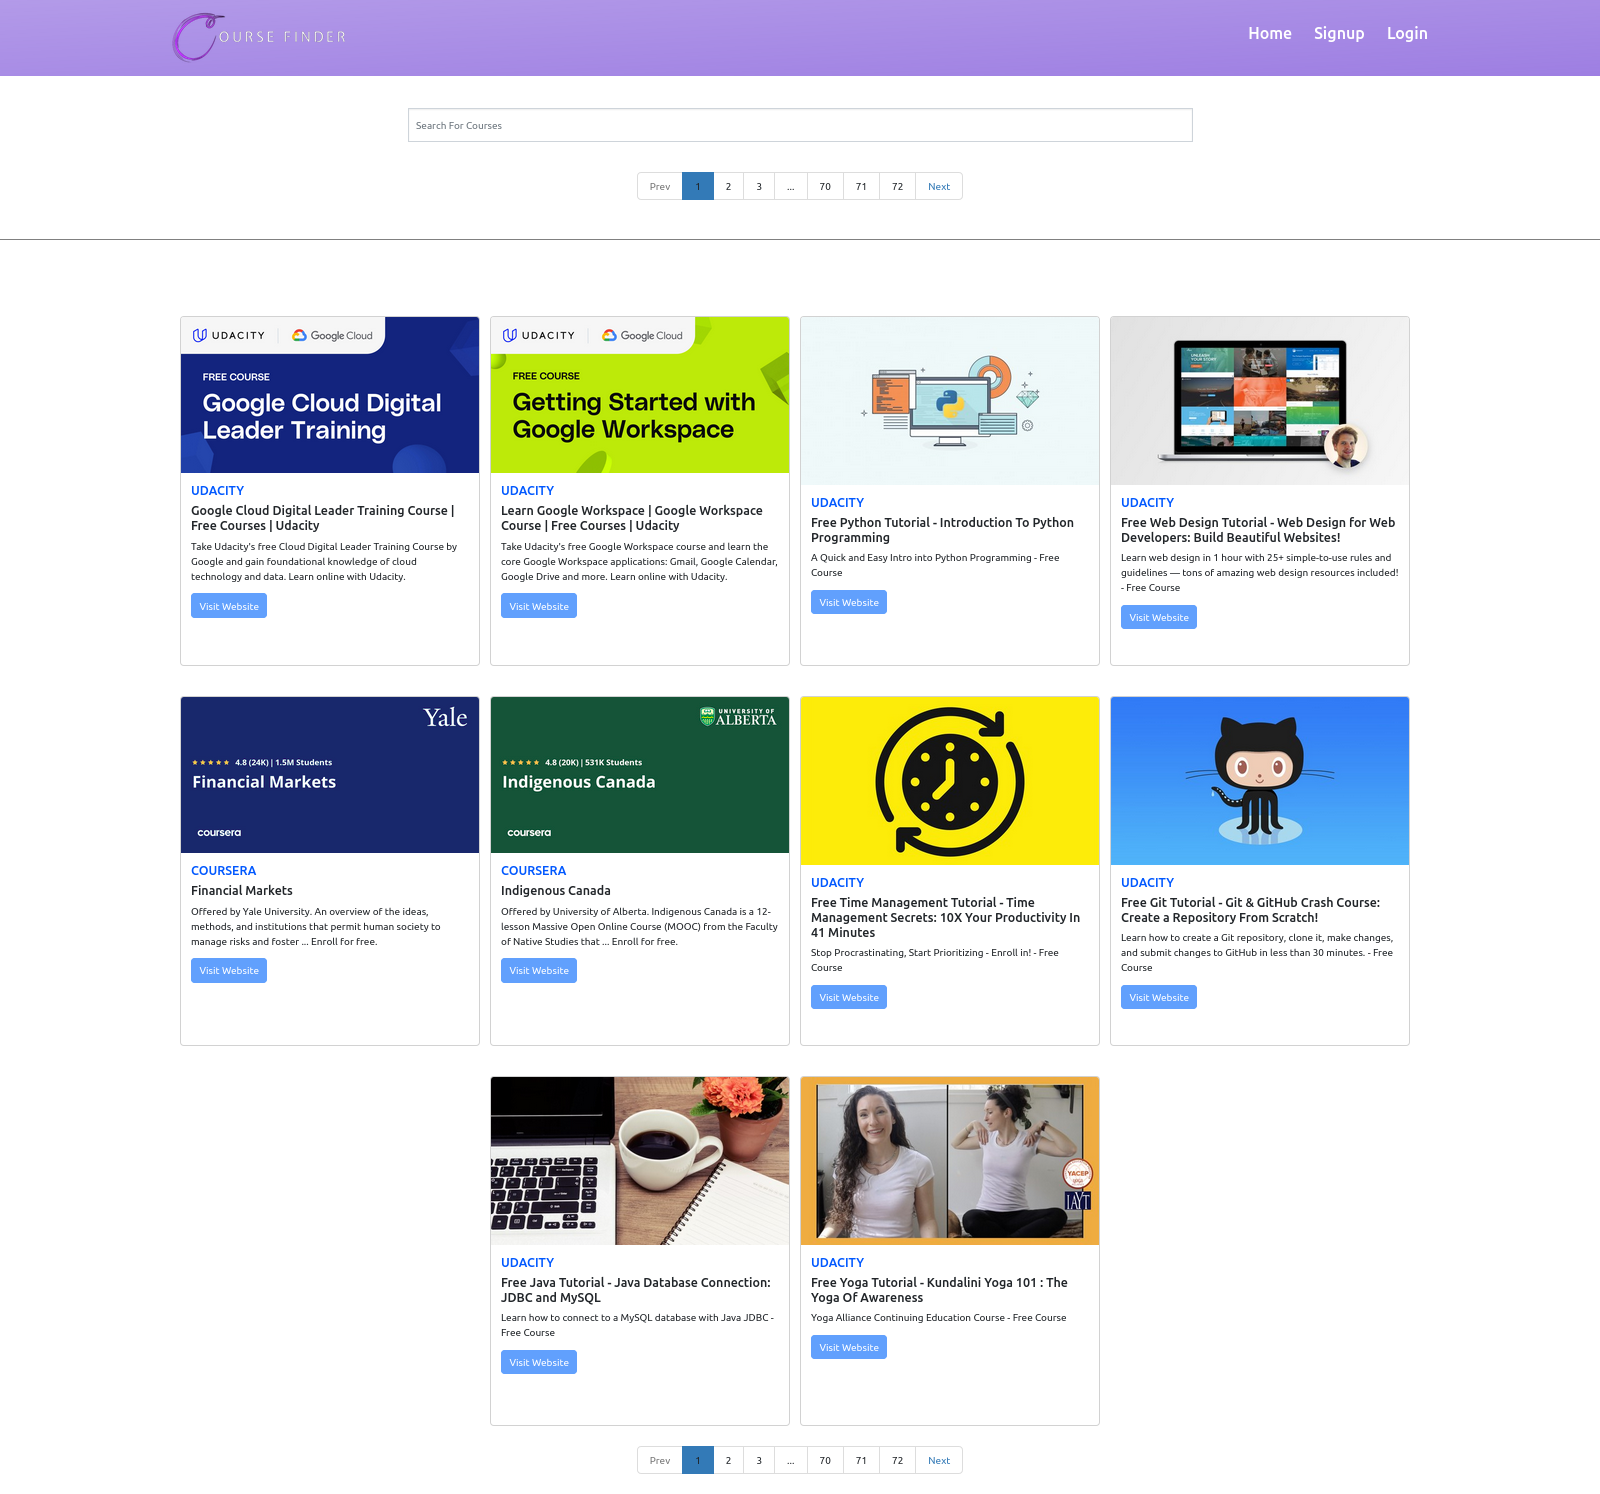 COURSE FINDER
Home Signup Login
Search For Courses
Prev 1 2 3 ... 70 71 72 Next
UDACITY Google Cloud
FREE COURSE
Google Cloud Digital
Leader Training
UDACITY
Google Cloud Digital Leader Training Course |
Free Courses | Udacity
Take Udacity's free Cloud Digital Leader Training Course by
Google and gain foundational knowledge of cloud
technology and data. Learn online with Udacity.
Visit Website
UDACITY Google Cloud
FREE COURSE
Getting Started with
Google Workspace
UDACITY
Learn Google Workspace | Google Workspace
Course | Free Courses | Udacity
Take Udacity's free Google Workspace course and learn the
core Google Workspace applications: Gmail, Google Calendar,
Google Drive and more. Learn online with Udacity.
Visit Website
UDACITY
Free Python Tutorial - Introduction To Python
Programming
A Quick and Easy Intro into Python Programming - Free
Course
Visit Website
UNLEASH
YOUR STORY
UDACITY
Free Web Design Tutorial - Web Design for Web
Developers: Build Beautiful Websites!
Learn web design in 1 hour with 25+ simple-to-use rules and
guidelines — tons of amazing web design resources included!
- Free Course
Visit Website
Yale
4.8 (24K) | 1.5M Students
Financial Markets
coursera
COURSERA
Financial Markets
Offered by Yale University. An overview of the ideas,
methods, and institutions that permit human society to
manage risks and foster ... Enroll for free.
Visit Website
UNIVERSITY OF
ALBERTA
4.8 (20K) | 531K Students
Indigenous Canada
coursera
COURSERA
Indigenous Canada
Offered by University of Alberta. Indigenous Canada is a 12-
lesson Massive Open Online Course (MOOC) from the Faculty
of Native Studies that ... Enroll for free.
Visit Website
UDACITY
Free Time Management Tutorial - Time
Management Secrets: 10X Your Productivity In
41 Minutes
Stop Procrastinating, Start Prioritizing - Enroll in! - Free
Course
Visit Website
UDACITY
Free Git Tutorial - Git & GitHub Crash Course:
Create a Repository From Scratch!
Learn how to create a Git repository, clone it, make changes,
and submit changes to GitHub in less than 30 minutes. - Free
Course
Visit Website
UDACITY
Free Java Tutorial - Java Database Connection:
JDBC and MySQL
Learn how to connect to a MySQL database with Java JDBC -
Free Course
Visit Website
YACEP
yoga
IAYT
UDACITY
Free Yoga Tutorial - Kundalini Yoga 101 : The
Yoga Of Awareness
Yoga Alliance Continuing Education Course - Free Course
Visit Website
Prev 1 2 3 ... 70 71 72 Next